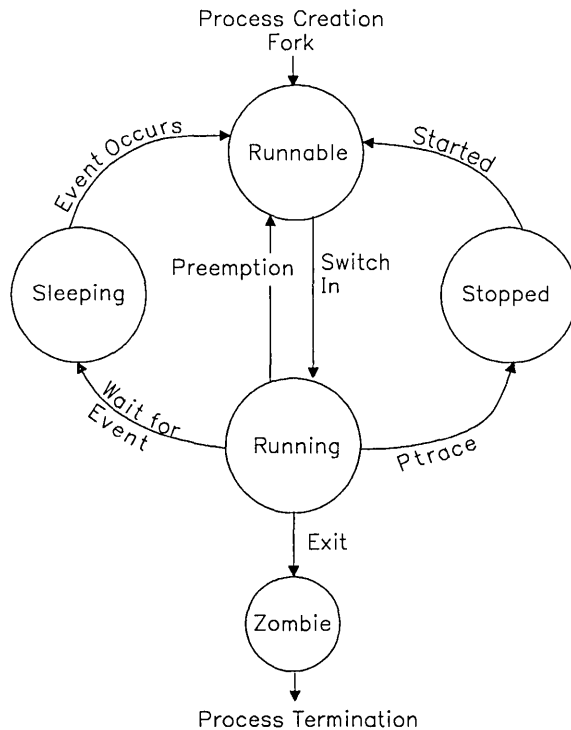 Process Creation
Fork
Runnable
Event Occurs
Started
Preemption
Switch
In
Sleeping
Stopped
Wait for
Event
Running
Ptrace
Exit
Zombie
Process Termination